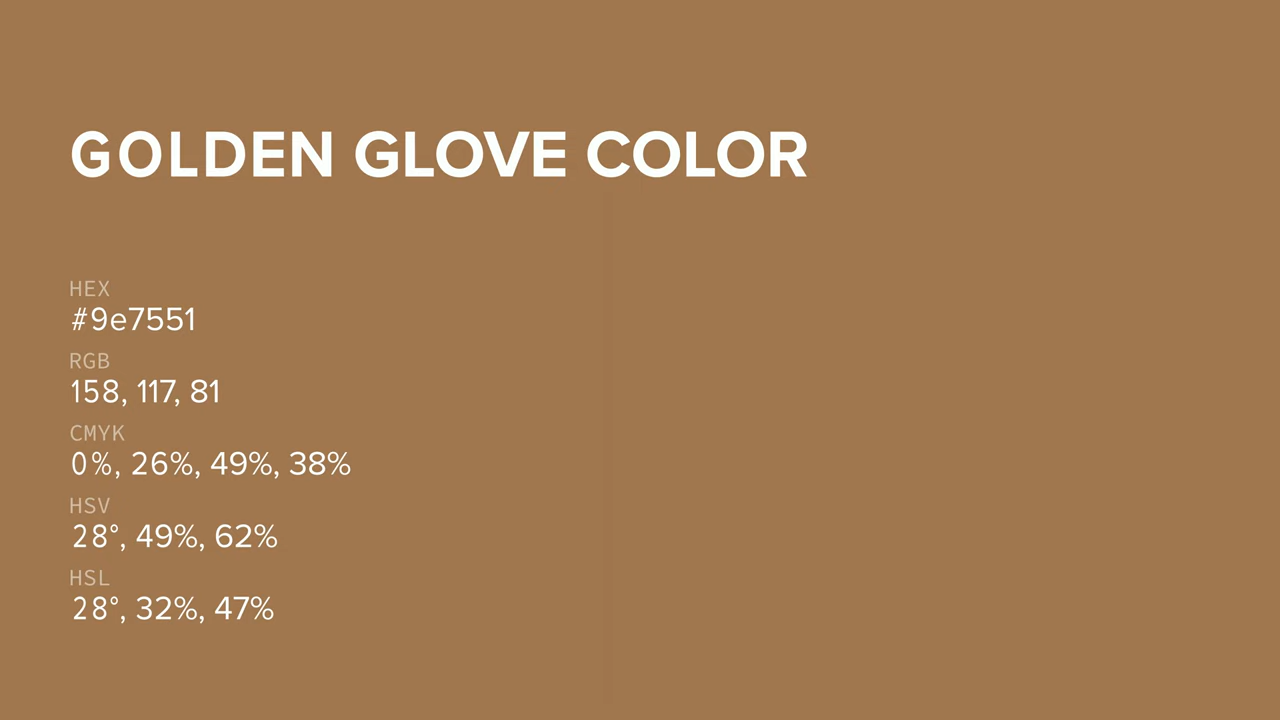 GOLDEN GLOVE COLOR
HEX
#9e7551
RGB
158, 117, 81
CMYK
0%, 26%, 49%, 38%
HSV
28°, 49%, 62%
HSL
28°, 32%, 47%